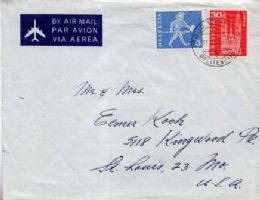 BY AIR MAIL
PAR AVION
VIA AEREA
HELVETIA
30
Mr & Mrs.
Elmer Koch
5118 Kingwood Pl.
St. Louis, 23 Mo.
U.S.A.